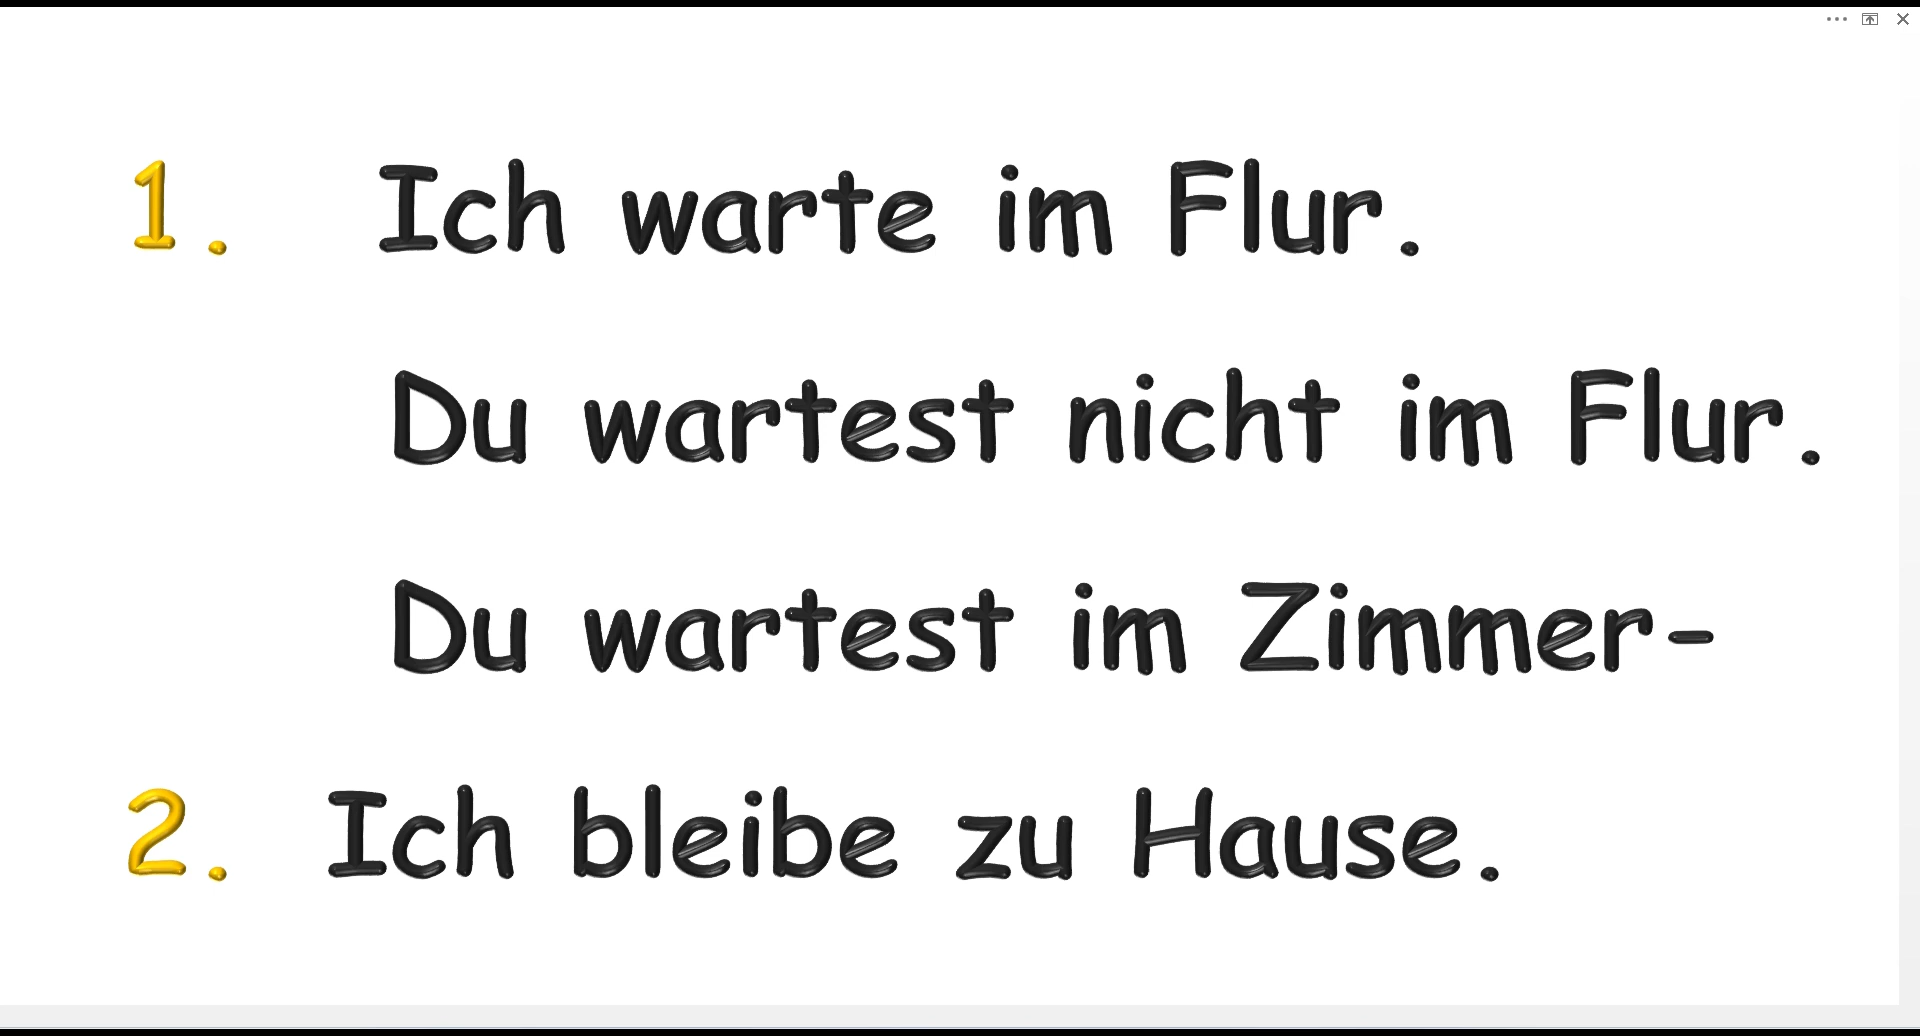 1. Ich warte im Flur.
Du wartest nicht im Flur.
Du wartest im Zimmer-
2. Ich bleibe zu Hause.